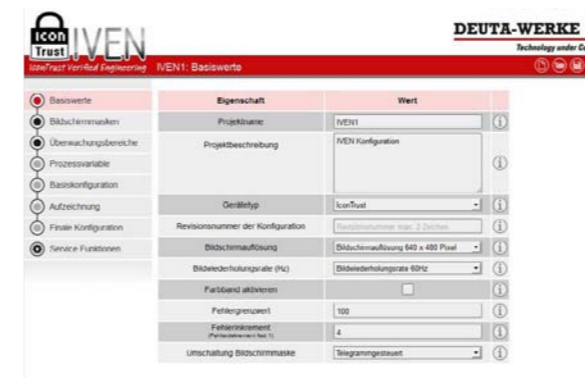 icon
Trust
IVEN
IconTrust Verified Engineering
DEUTA-WERKE
Technology under Co
IVEN1: Basiswerte
Basiswerte
Bildschirmmasken
Überwachungsbereiche
Prozessvariable
Basiskonfiguration
Aufzeichnung
Finale Konfiguration
Service Funktionen
Eigenschaft Wert
Projektname IVEN1
Projektbeschreibung IVEN Konfiguration
Gerätetyp IconTrust
Revisionsnummer der Konfiguration Revisionsnummer max. 2 Zeichen
Bildschirmauflösung Bildschirmauflösung 640 x 480 Pixel
Bildwiederholungsrate (Hz) Bildwiederholungsrate 60Hz
Farbband aktivieren
Fehlergrenzwert 100
Fehlerinkrement 4
(Fehlerdekrement fest 1)
Umschaltung Bildschirmmaske Telegrammgesteuert